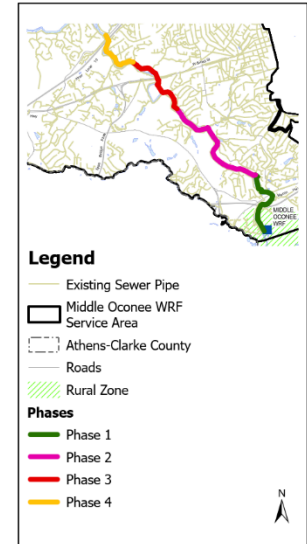 MIDDLE
OCONEE
WRF
Legend
Existing Sewer Pipe
Middle Oconee WRF
Service Area
Athens-Clarke County
Roads
Rural Zone
Phases
Phase 1
Phase 2
Phase 3
Phase 4
N